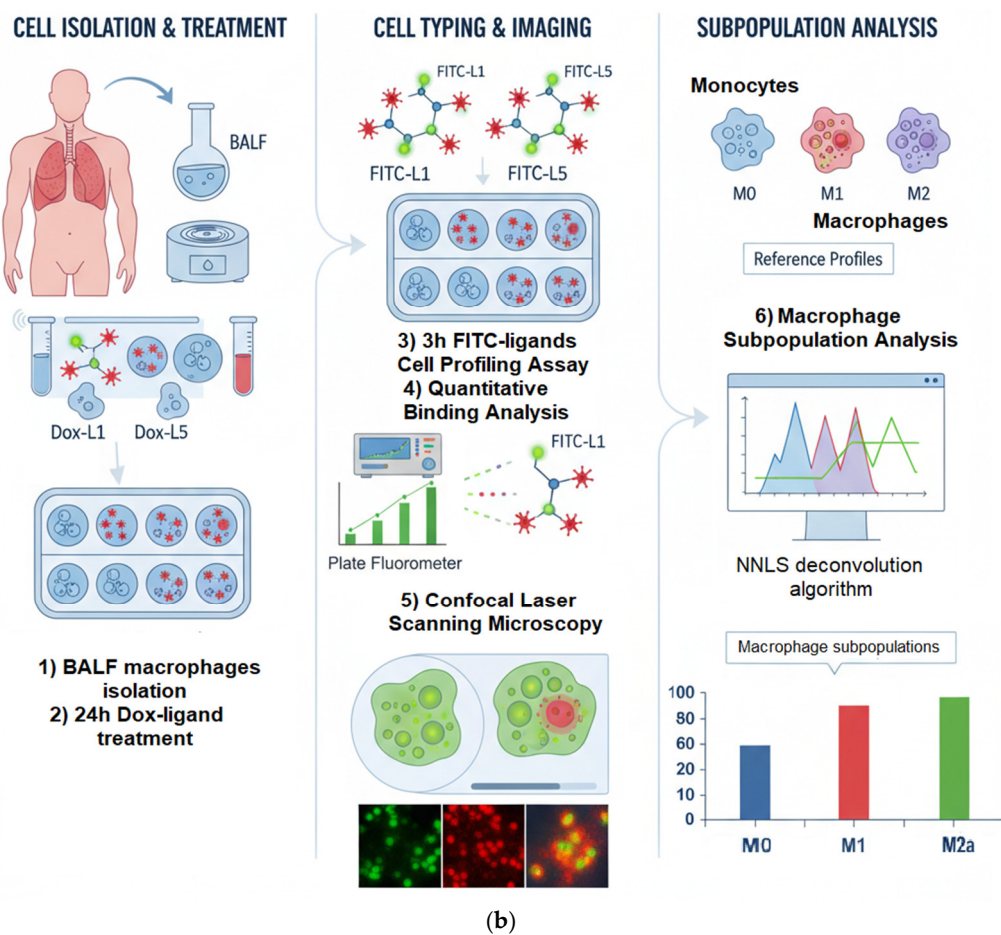 CELL ISOLATION & TREATMENT
BALF
Dox-L1
Dox-L5
1) BALF macrophages
isolation
2) 24h Dox-ligand
treatment
CELL TYPING & IMAGING
FITC-L1
FITC-L5
FITC-L1
FITC-L5
3) 3h FITC-ligands
Cell Profiling Assay
4) Quantitative
Binding Analysis
FITC-L1
Plate Fluorometer
5) Confocal Laser
Scanning Microscopy
SUBPOPULATION ANALYSIS
Monocytes
M0
M1
M2
Macrophages
Reference Profiles
6) Macrophage
Subpopulation Analysis
NNLS deconvolution
algorithm
Macrophage subpopulations
100
80
60
20
10
0
M0
M1
M2a
(b)